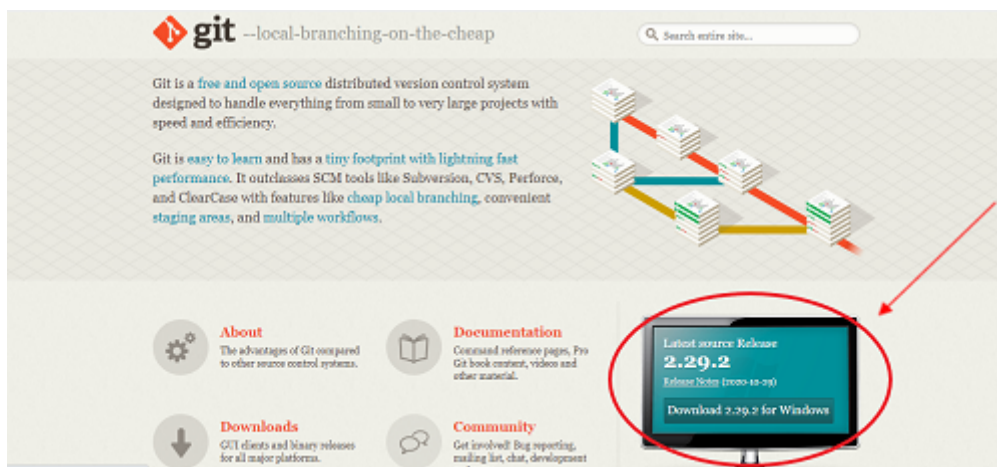 git --local-branching-on-the-cheap
Search entire site...
Git is a free and open source distributed version control system
designed to handle everything from small to very large projects with
speed and efficiency.
Git is easy to learn and has a tiny footprint with lightning fast
performance. It outclasses SCM tools like Subversion, CVS, Perforce,
and ClearCase with features like cheap local branching, convenient
staging areas, and multiple workflows.
About
The advantages of Git compared
to other source control systems.
Documentation
Command reference pages, Pro
Git book content, videos and
other material.
Downloads
GUI clients and binary releases
for all major platforms.
Community
Get involved! Bug reporting,
mailing list, chat, development
Latest source Release
2.29.2
Release Notes (2020-10-29)
Download 2.29.2 for Windows